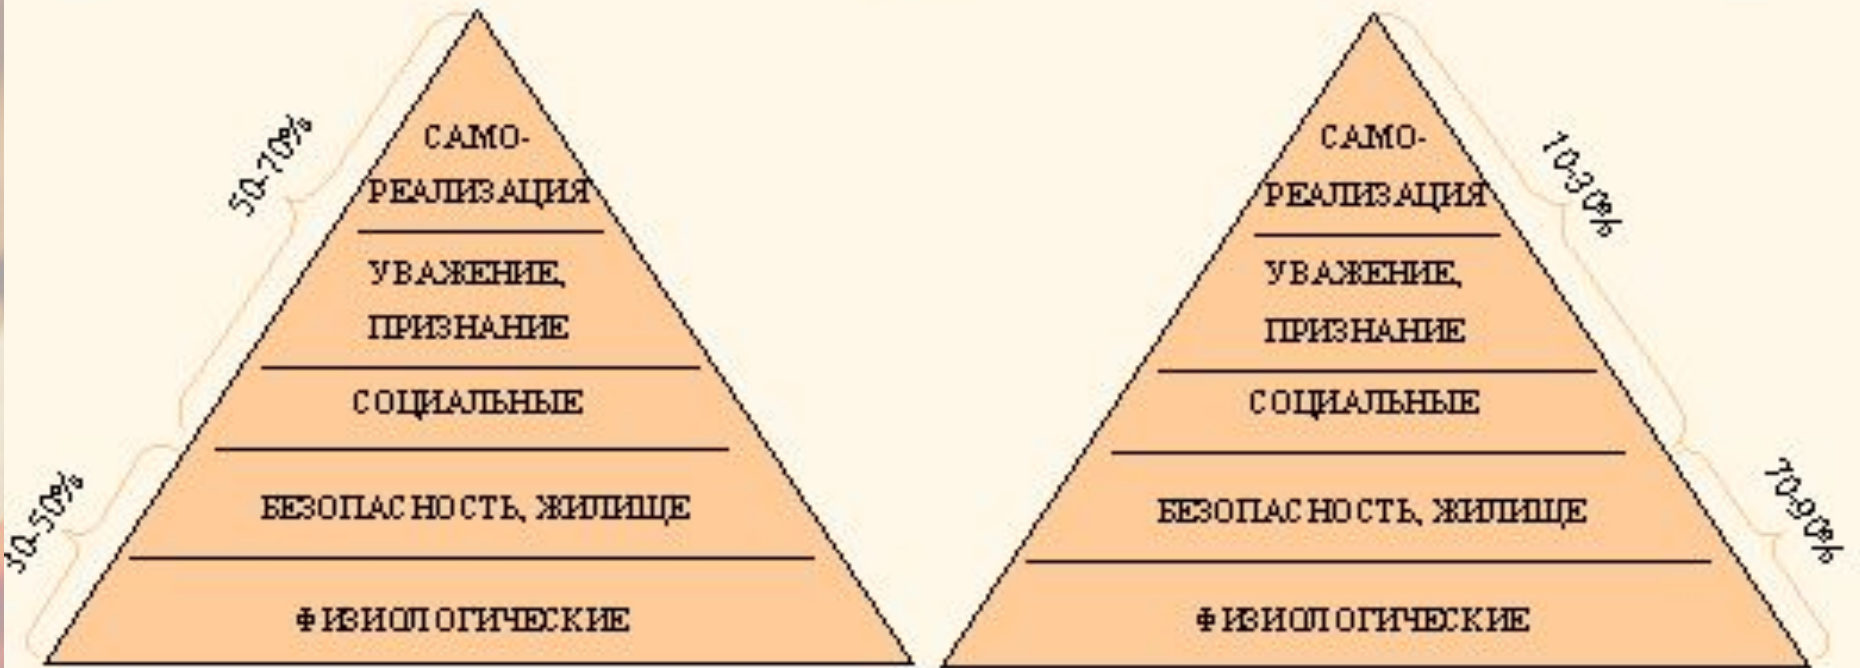 50-70%
САМО-
РЕАЛИЗАЦИЯ
УВАЖЕНИЕ,
ПРИЗНАНИЕ
СОЦИАЛЬНЫЕ
30-50%
БЕЗОПАСНОСТЬ, ЖИЛИЩЕ
ФИЗИОЛОГИЧЕСКИЕ
САМО-
РЕАЛИЗАЦИЯ
10-30%
УВАЖЕНИЕ,
ПРИЗНАНИЕ
СОЦИАЛЬНЫЕ
БЕЗОПАСНОСТЬ, ЖИЛИЩЕ
70-90%
ФИЗИОЛОГИЧЕСКИЕ